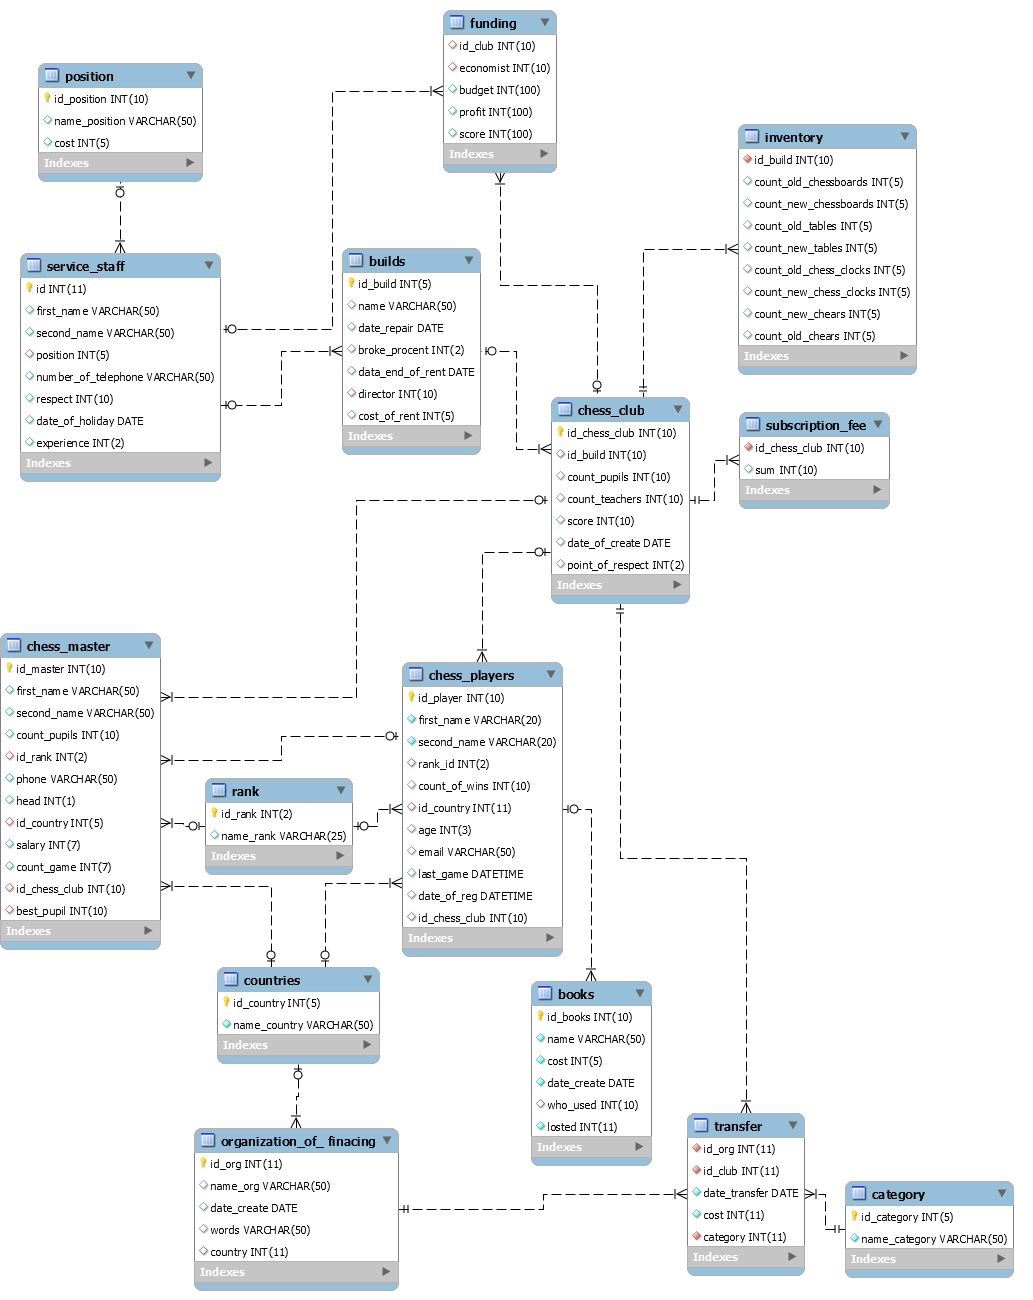 funding
id_club INT(10)
economist INT(10)
budget INT(100)
profit INT(100)
score INT(100)
Indexes
position
id_position INT(10)
name_position VARCHAR(50)
cost INT(5)
Indexes
inventory
id_build INT(10)
count_old_chessboards INT(5)
count_new_chessboards INT(5)
count_old_tables INT(5)
count_new_tables INT(5)
count_old_chess_clocks INT(5)
count_new_chess_clocks INT(5)
count_new_chears INT(5)
count_old_chears INT(5)
Indexes
service_staff
id INT(11)
first_name VARCHAR(50)
second_name VARCHAR(50)
position INT(5)
number_of_telephone VARCHAR(50)
respect INT(10)
date_of_holiday DATE
experience INT(2)
Indexes
builds
id_build INT(5)
name VARCHAR(50)
date_repair DATE
broke_procent INT(2)
data_end_of_rent DATE
director INT(10)
cost_of_rent INT(5)
Indexes
chess_club
id_chess_club INT(10)
id_build INT(10)
count_pupils INT(10)
count_teachers INT(10)
score INT(10)
date_of_create DATE
point_of_respect INT(2)
Indexes
subscription_fee
id_chess_club INT(10)
sum INT(10)
Indexes
chess_master
id_master INT(10)
first_name VARCHAR(50)
second_name VARCHAR(50)
count_pupils INT(10)
id_rank INT(2)
phone VARCHAR(50)
head INT(1)
id_country INT(5)
salary INT(7)
count_game INT(7)
id_chess_club INT(10)
best_pupil INT(10)
Indexes
chess_players
id_player INT(10)
first_name VARCHAR(20)
second_name VARCHAR(20)
rank_id INT(2)
count_of_wins INT(10)
id_country INT(11)
age INT(3)
email VARCHAR(50)
last_game DATETIME
date_of_reg DATETIME
id_chess_club INT(10)
Indexes
rank
id_rank INT(2)
name_rank VARCHAR(25)
Indexes
countries
id_country INT(5)
name_country VARCHAR(50)
Indexes
books
id_books INT(10)
name VARCHAR(50)
cost INT(5)
date_create DATE
who_used INT(10)
losted INT(11)
Indexes
organization_of_ finacing
id_org INT(11)
name_org VARCHAR(50)
date_create DATE
words VARCHAR(50)
country INT(11)
Indexes
transfer
id_org INT(11)
id_club INT(11)
date_transfer DATE
cost INT(11)
category INT(11)
Indexes
category
id_category INT(5)
name_category VARCHAR(50)
Indexes